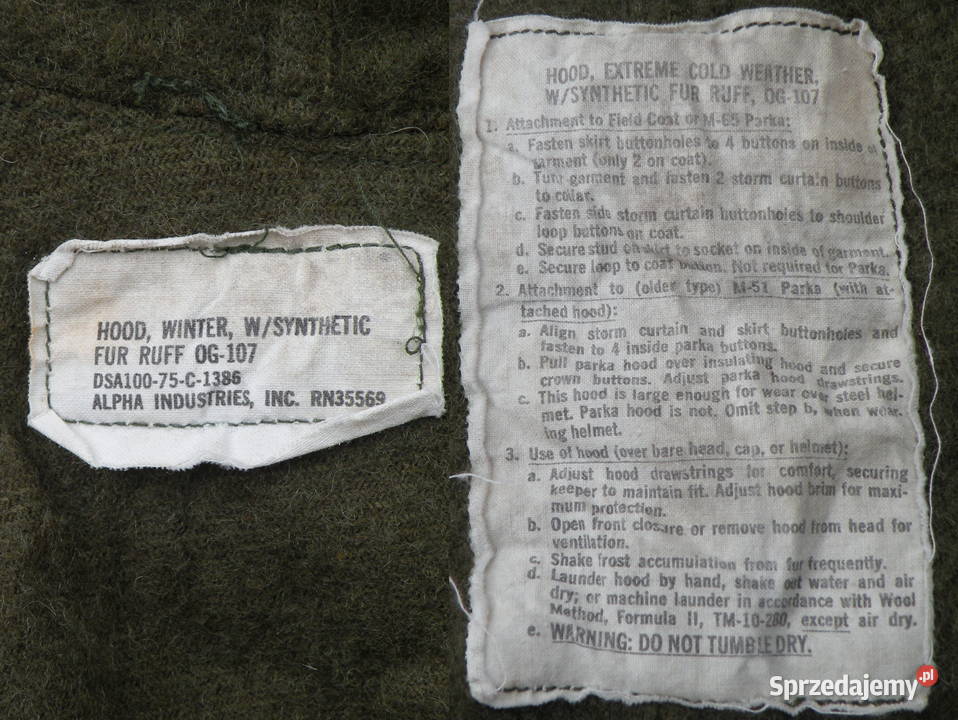 HOOD, WINTER, W/SYNTHETIC
FUR RUFF OG-107
DSA100-75-C-1386
ALPHA INDUSTRIES, INC. RN35569
HOOD, EXTREME COLD WEATHER,
W/SYNTHETIC FUR RUFF, OG-107
1. Attachment to Field Coat or M-65 Parka:
a. Fasten skirt buttonholes to 4 buttons on inside of
garment (only 2 on coat).
b. Turn garment and fasten 2 storm curtain buttons
to collar.
c. Fasten side storm curtain buttonholes to shoulder
loop buttons on coat.
d. Secure stud on skirt to socket on inside of garment.
e. Secure loop to coat button. Not required for Parka.
2. Attachment to (older type) M-51 Parka (with at-
tached hood):
a. Align storm curtain and skirt buttonholes and
fasten to 4 inside parka buttons.
b. Pull parka hood over insulating hood and secure
crown buttons. Adjust parka hood drawstrings.
c. This hood is large enough for wear over steel hel-
met. Parka hood is not. Omit step b, when wear-
ing helmet.
3. Use of hood (over bare head, cap, or helmet):
a. Adjust hood drawstrings for comfort, securing
keeper to maintain fit. Adjust hood brim for maxi-
mum protection.
b. Open front closure or remove hood from head for
ventilation.
c. Shake frost accumulation from fur frequently.
d. Launder hood by hand, shake out water and air
dry; or machine launder in accordance with Wool
Method, Formula II, TM-10-280, except air dry.
e. WARNING: DO NOT TUMBLE DRY.
Sprzedajemy.pl